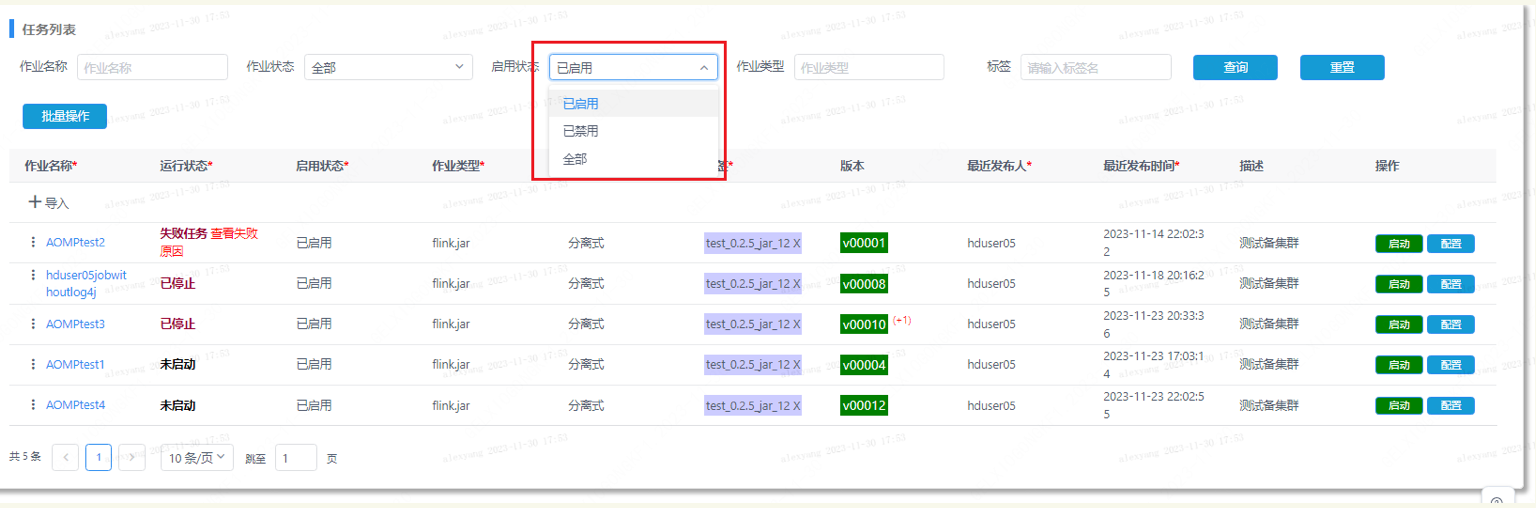 任务列表
作业名称 作业名称 作业状态 全部 启用状态 已启用 作业类型 作业类型 标签 请输入标签名 查询 重置
已启用
已禁用
全部
批量操作
作业名称* 运行状态* 启用状态* 作业类型* 签* 版本 最近发布人* 最近发布时间* 描述 操作
+ 导入
AOMPtest2 失败任务 查看失败原因 已启用 flink.jar 分离式 test_0.2.5_jar_12 X v00001 hduser05 2023-11-14 22:02:32 测试备集群 启动 配置
hduser05jobwithoutlog4j 已停止 已启用 flink.jar 分离式 test_0.2.5_jar_12 X v00008 hduser05 2023-11-18 20:16:25 测试备集群 启动 配置
AOMPtest3 已停止 已启用 flink.jar 分离式 test_0.2.5_jar_12 X v00010 (+1) hduser05 2023-11-23 20:33:36 测试备集群 启动 配置
AOMPtest1 未启动 已启用 flink.jar 分离式 test_0.2.5_jar_12 X v00004 hduser05 2023-11-23 17:03:14 测试备集群 启动 配置
AOMPtest4 未启动 已启用 flink.jar 分离式 test_0.2.5_jar_12 X v00012 hduser05 2023-11-23 22:02:55 测试备集群 启动 配置
共 5 条 < 1 > 10 条/页 跳至 1 页
alexyang 2023-11-30 17:53